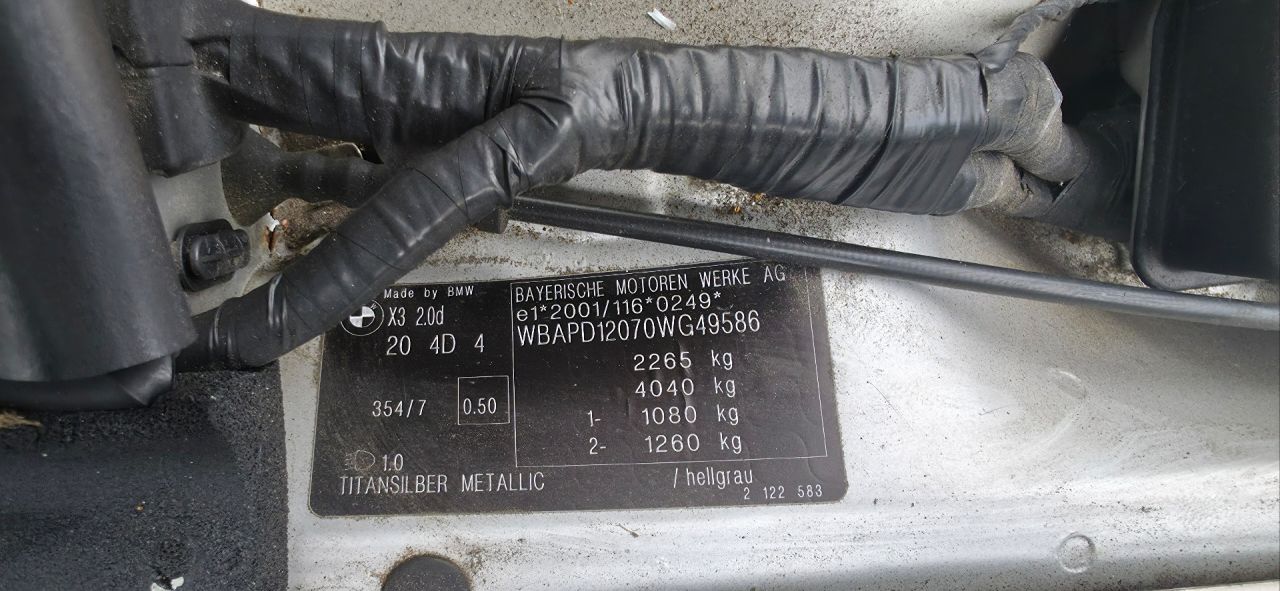 Made by BMW
X3 2.0d
20 4D 4
354/7 0.50
1.0
TITANSILBER METALLIC
BAYERISCHE MOTOREN WERKE AG
e1*2001/116*0249*
WBAPD12070WG49586
2265 kg
4040 kg
1- 1080 kg
2- 1260 kg
/hellgrau
2 122 583